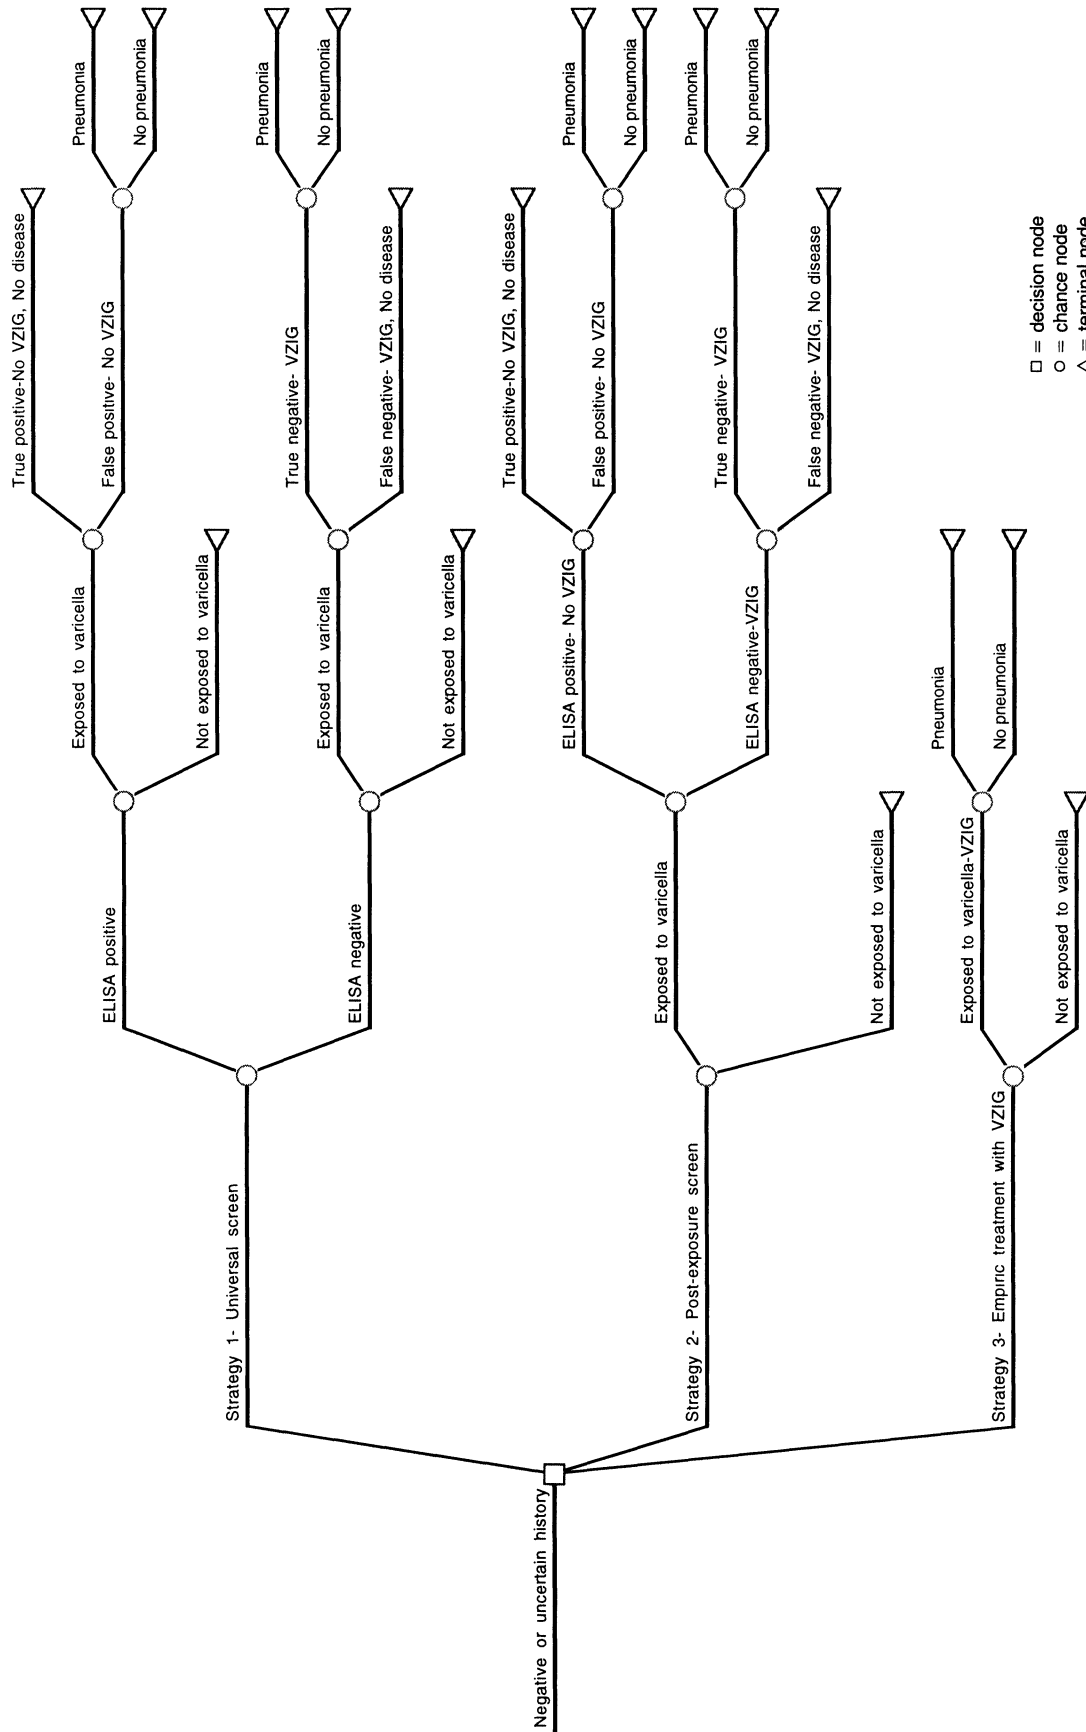 Negative or uncertain history
Strategy 1- Universal screen
ELISA positive
Exposed to varicella
True positive-No VZIG, No disease
False positive- No VZIG
Pneumonia
No pneumonia
Not exposed to varicella
ELISA negative
Exposed to varicella
True negative- VZIG
Pneumonia
No pneumonia
False negative- VZIG, No disease
Not exposed to varicella
Strategy 2- Post-exposure screen
Exposed to varicella
ELISA positive- No VZIG
True positive-No VZIG, No disease
False positive- No VZIG
Pneumonia
No pneumonia
ELISA negative-VZIG
True negative- VZIG
Pneumonia
No pneumonia
False negative- VZIG, No disease
Not exposed to varicella
Strategy 3- Empiric treatment with VZIG
Exposed to varicella-VZIG
Pneumonia
No pneumonia
Not exposed to varicella
□ = decision node
○ = chance node
△ = terminal node